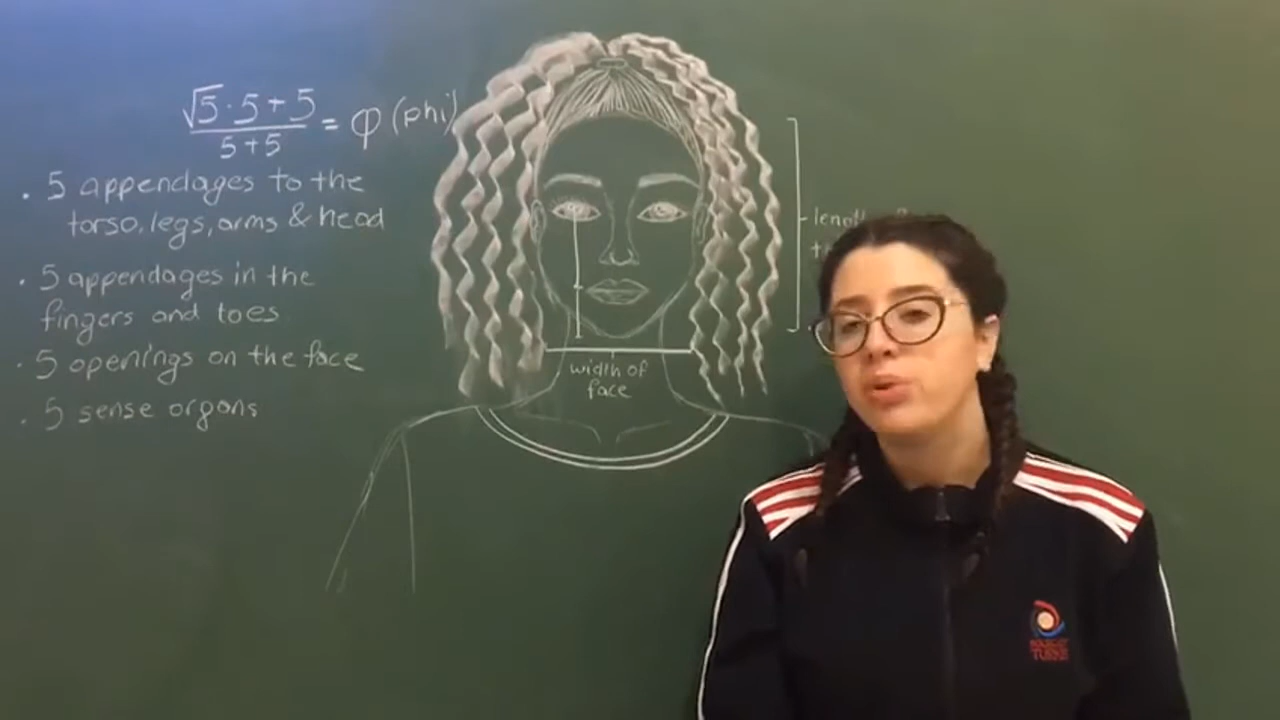 √5·5+5
5+5
= φ (phi)
· 5 appendages to the
torso, legs, arms & head
· 5 appendages in the
fingers and toes
· 5 openings on the face
· 5 sense organs
width of
face